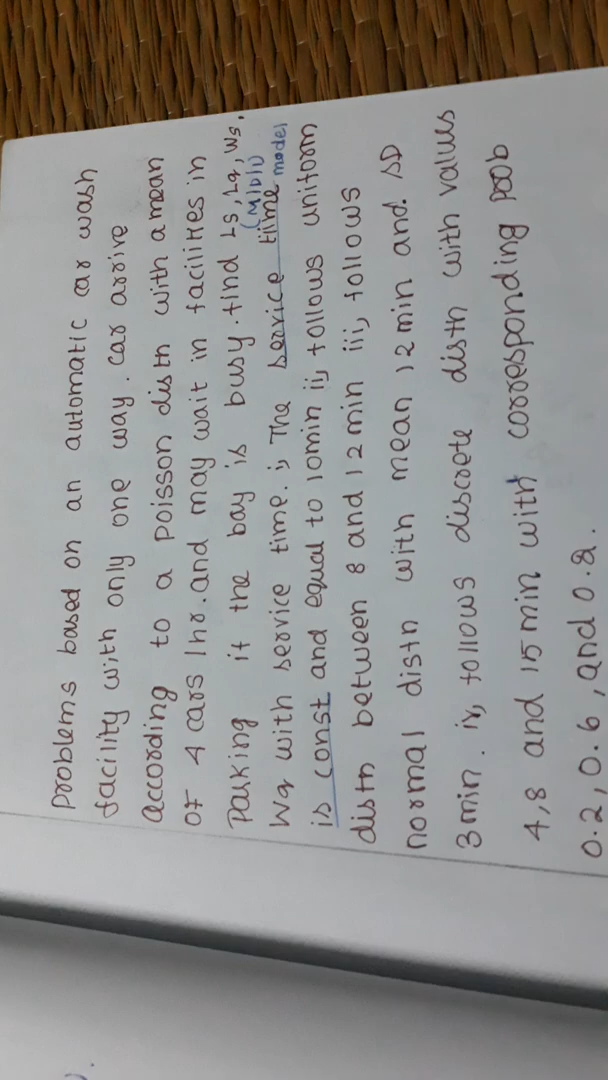 problems based on an automatic car wash
facility with only one way. car arrive
according to a poisson distn with a mean
of 4 cars 1hr. and may wait in facilities in
Parking if the bay is busy. find Ls, Lq, Ws,
(M/D/1)
Wq with service time. i, The service time model
is const and equal to 10min ii, follows uniform
distn between 8 and 12 min iii, follows
normal distn with mean 12 min and. SD
3 min. iv, follows discrete distn with values
4, 8 and 15 min with corresponding prob
0.2, 0.6, and 0.2.